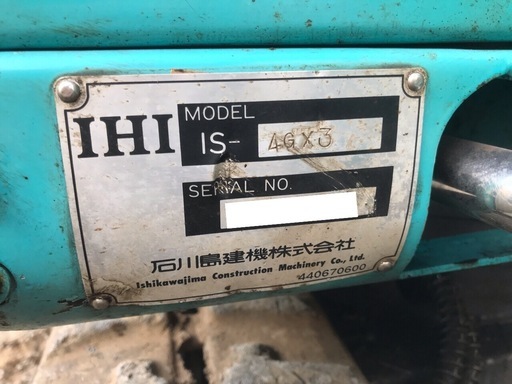 IHI
MODEL
IS-4GX3
SERIAL NO.
石川島建機株式会社
Ishikawajima Construction Machinery Co., Ltd.
440670600